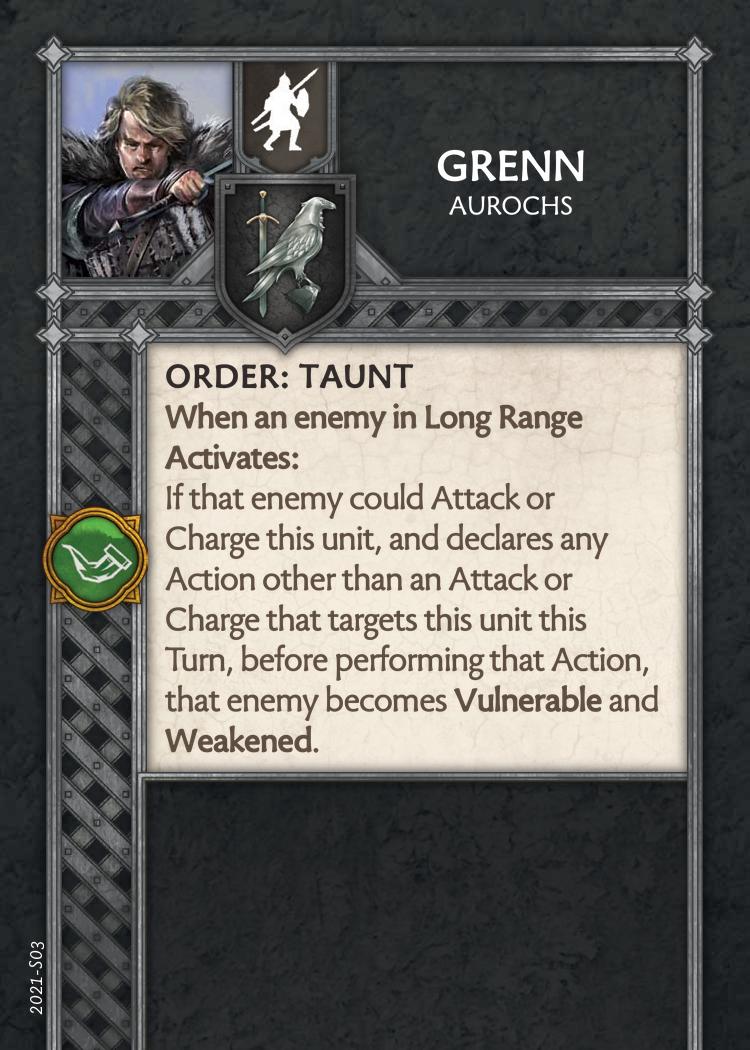 GRENN
AUROCHS
ORDER: TAUNT
When an enemy in Long Range
Activates:
If that enemy could Attack or
Charge this unit, and declares any
Action other than an Attack or
Charge that targets this unit this
Turn, before performing that Action,
that enemy becomes Vulnerable and
Weakened.
2021-S03